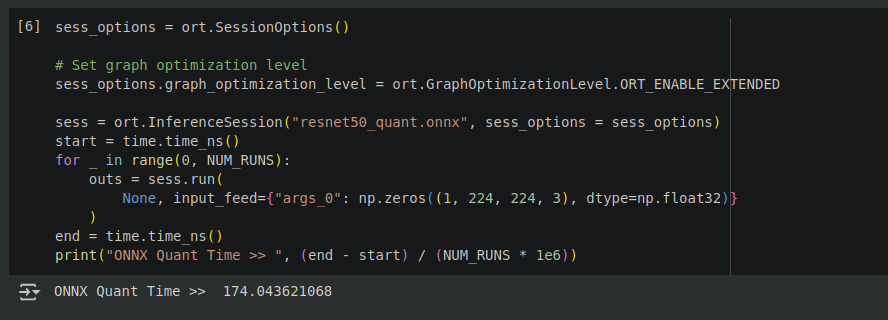 [6] sess_options = ort.SessionOptions()
# Set graph optimization level
sess_options.graph_optimization_level = ort.GraphOptimizationLevel.ORT_ENABLE_EXTENDED
sess = ort.InferenceSession("resnet50_quant.onnx", sess_options = sess_options)
start = time.time_ns()
for _ in range(0, NUM_RUNS):
    outs = sess.run(
        None, input_feed={"args_0": np.zeros((1, 224, 224, 3), dtype=np.float32)}
    )
end = time.time_ns()
print("ONNX Quant Time >> ", (end - start) / (NUM_RUNS * 1e6))
ONNX Quant Time >>  174.043621068